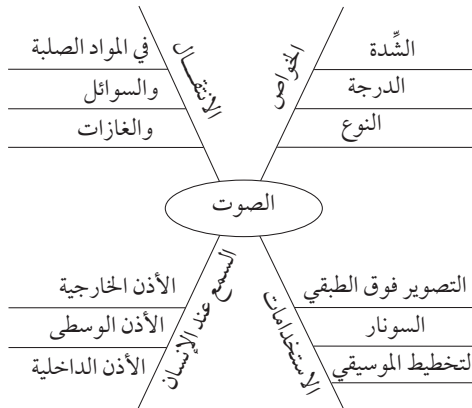 الخواص
الشِّدة
الدرجة
النوع
الانتقال
في المواد الصلبة
والسوائل
والغازات
الصوت
الاستخدامات
التصوير فوق الطبقي
السونار
لتخطيط الموسيقي
السمع عند الإنسان
الأذن الخارجية
الأذن الوسطى
الأذن الداخلية